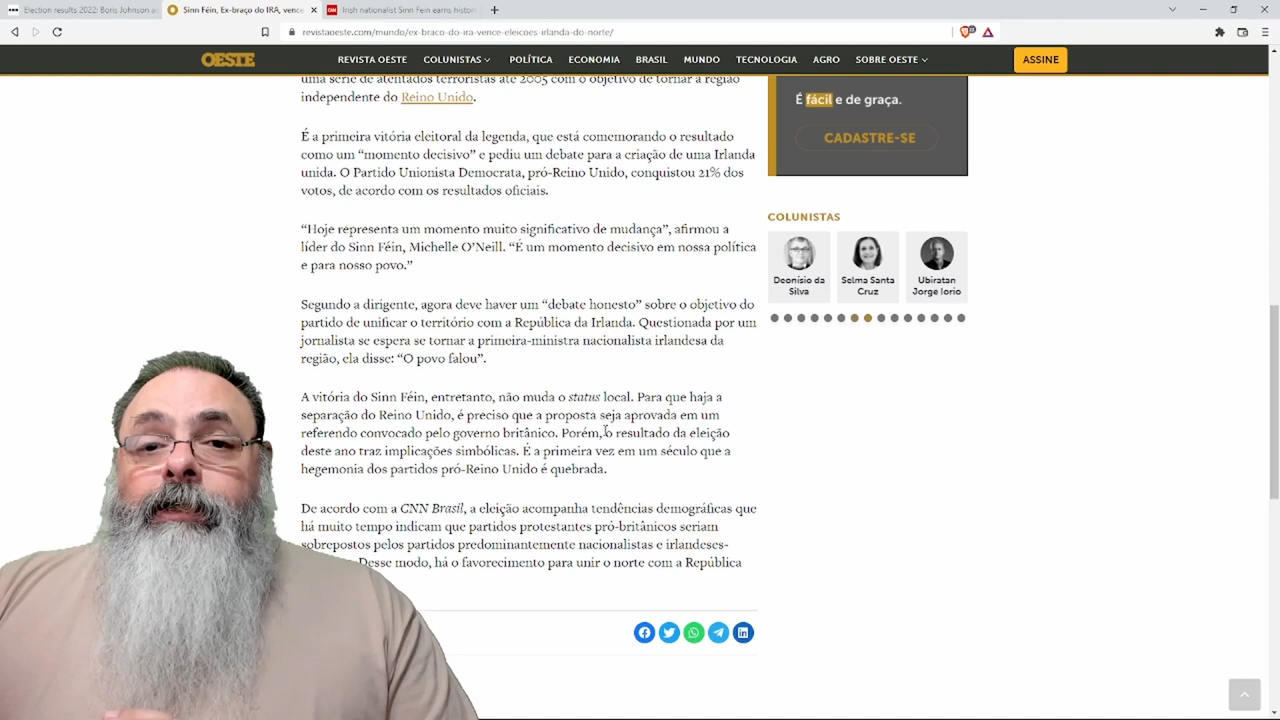 Election results 2022: Boris Johnson a
Sinn Féin, Ex-braço do IRA, vence
Irish nationalist Sinn Fein earns histor
revistaoeste.com/mundo/ex-braco-do-ira-vence-eleicoes-irlanda-do-norte/
OESTE
REVISTA OESTE COLUNISTAS POLÍTICA ECONOMIA BRASIL MUNDO TECNOLOGIA AGRO SOBRE OESTE ASSINE
uma série de atentados terroristas até 2005 com o objetivo de tornar a região
independente do Reino Unido.
É a primeira vitória eleitoral da legenda, que está comemorando o resultado
como um “momento decisivo” e pediu um debate para a criação de uma Irlanda
unida. O Partido Unionista Democrata, pró-Reino Unido, conquistou 21% dos
votos, de acordo com os resultados oficiais.
“Hoje representa um momento muito significativo de mudança”, afirmou a
líder do Sinn Féin, Michelle O’Neill. “É um momento decisivo em nossa política
e para nosso povo.”
Segundo a dirigente, agora deve haver um “debate honesto” sobre o objetivo do
partido de unificar o território com a República da Irlanda. Questionada por um
jornalista se espera se tornar a primeira-ministra nacionalista irlandesa da
região, ela disse: “O povo falou”.
A vitória do Sinn Féin, entretanto, não muda o status local. Para que haja a
separação do Reino Unido, é preciso que a proposta seja aprovada em um
referendo convocado pelo governo britânico. Porém, o resultado da eleição
deste ano traz implicações simbólicas. É a primeira vez em um século que a
hegemonia dos partidos pró-Reino Unido é quebrada.
De acordo com a CNN Brasil, a eleição acompanha tendências demográficas que
há muito tempo indicam que partidos protestantes pró-britânicos seriam
sobrepostos pelos partidos predominantemente nacionalistas e irlandeses-
Desse modo, há o favorecimento para unir o norte com a República
É fácil e de graça.
CADASTRE-SE
COLUNISTAS
Deonísio da
Silva
Selma Santa
Cruz
Ubiratan
Jorge Iorio